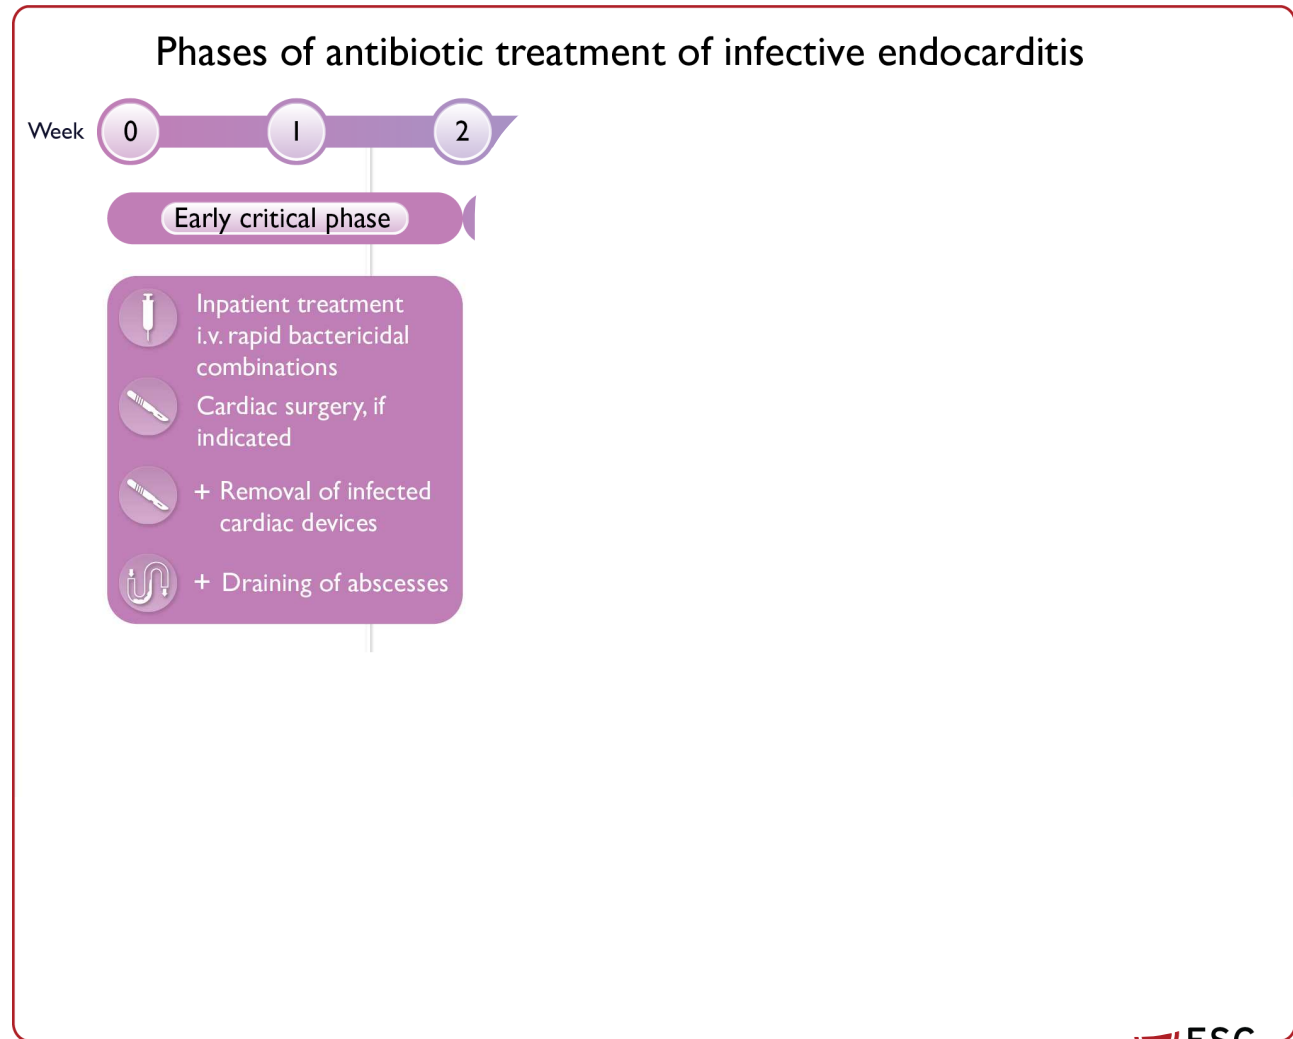 Phases of antibiotic treatment of infective endocarditis
Week 0 1 2
Early critical phase
Inpatient treatment
i.v. rapid bactericidal
combinations
Cardiac surgery, if
indicated
+ Removal of infected
cardiac devices
+ Draining of abscesses
ESC